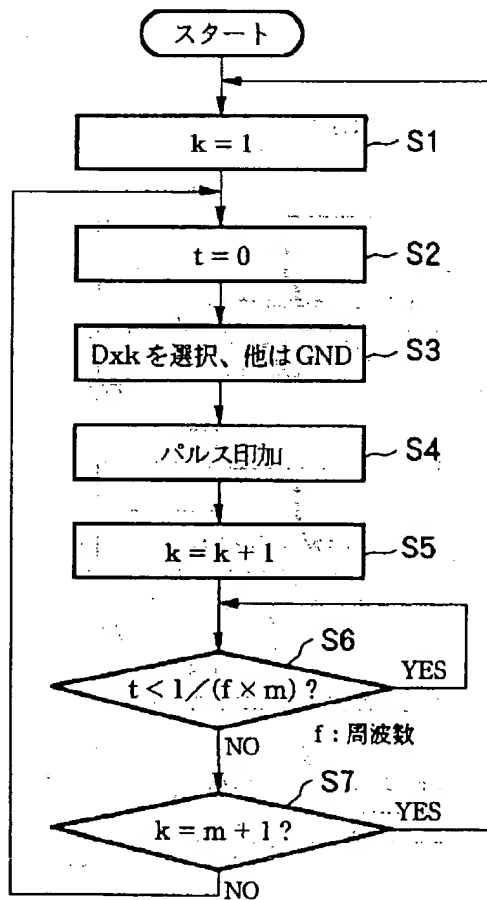 スタート
k = 1
S1
t = 0
S2
Dxk を選択、他は GND
S3
パルス印加
S4
k = k + 1
S5
S6
t < 1／(f × m) ?
YES
NO
f : 周波数
S7
k = m + 1 ?
YES
NO